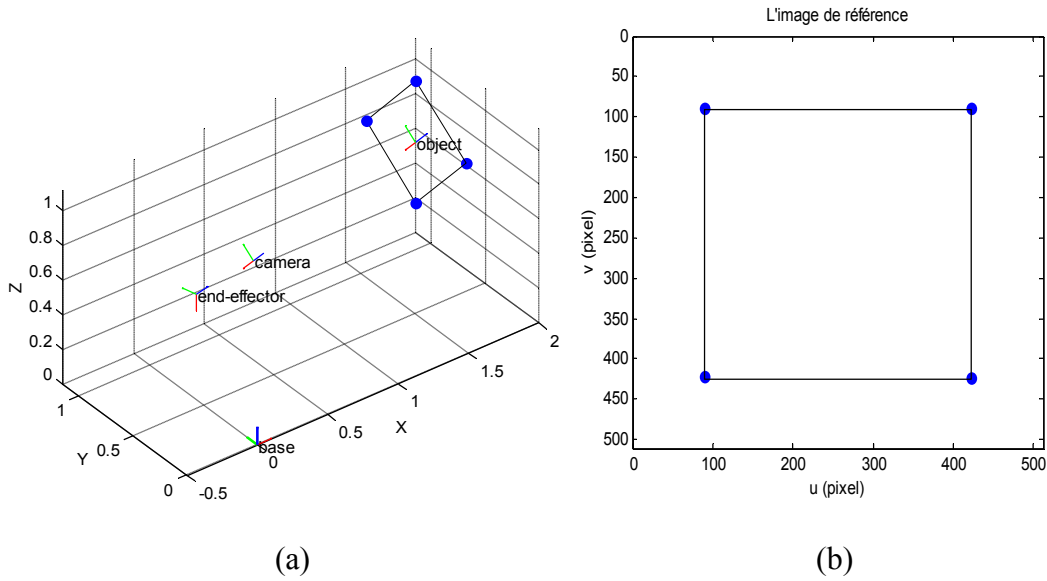 1
0.8
0.6
0.4
0.2
0
Z
object
camera
end-effector
base
1
0.5
0
Y
-0.5
0
0.5
1
1.5
2
X
(a)
L'image de référence
0
50
100
150
200
250
300
350
400
450
500
v (pixel)
0
100
200
300
400
500
u (pixel)
(b)